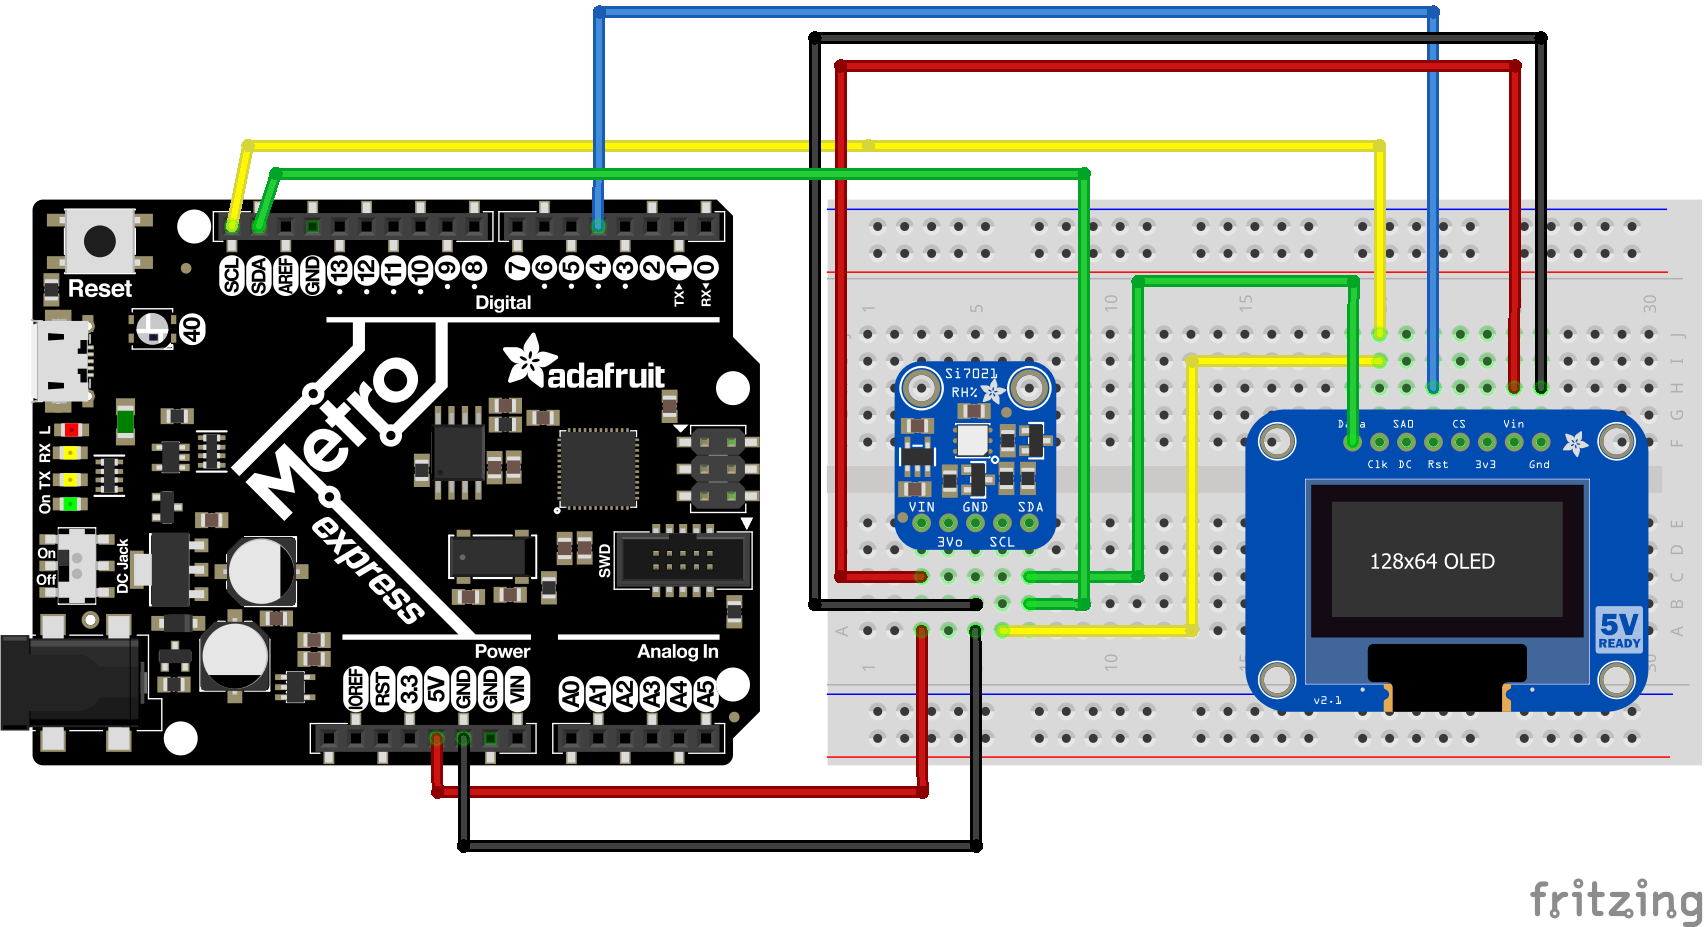 Reset
40
SCL SDA AREF GND 13 12 11 10 9 8
7 6 5 4 3 2 1 0
TX RX
Digital
adafruit
Metro
express
L
RX
TX
On
On
Off
DC Jack
SWD
Power
Analog In
IOREF RST 3.3 5V GND GND VIN
A0 A1 A2 A3 A4 A5
1 5 10 15 30
J
I
H
G
F
E
D
C
B
A
A
1 10
Si7021
RH%
VIN GND SDA
3Vo SCL
Data SAO CS Vin
Clk DC Rst 3v3 Gnd
128x64 OLED
5V
READY
v2.1
fritzing